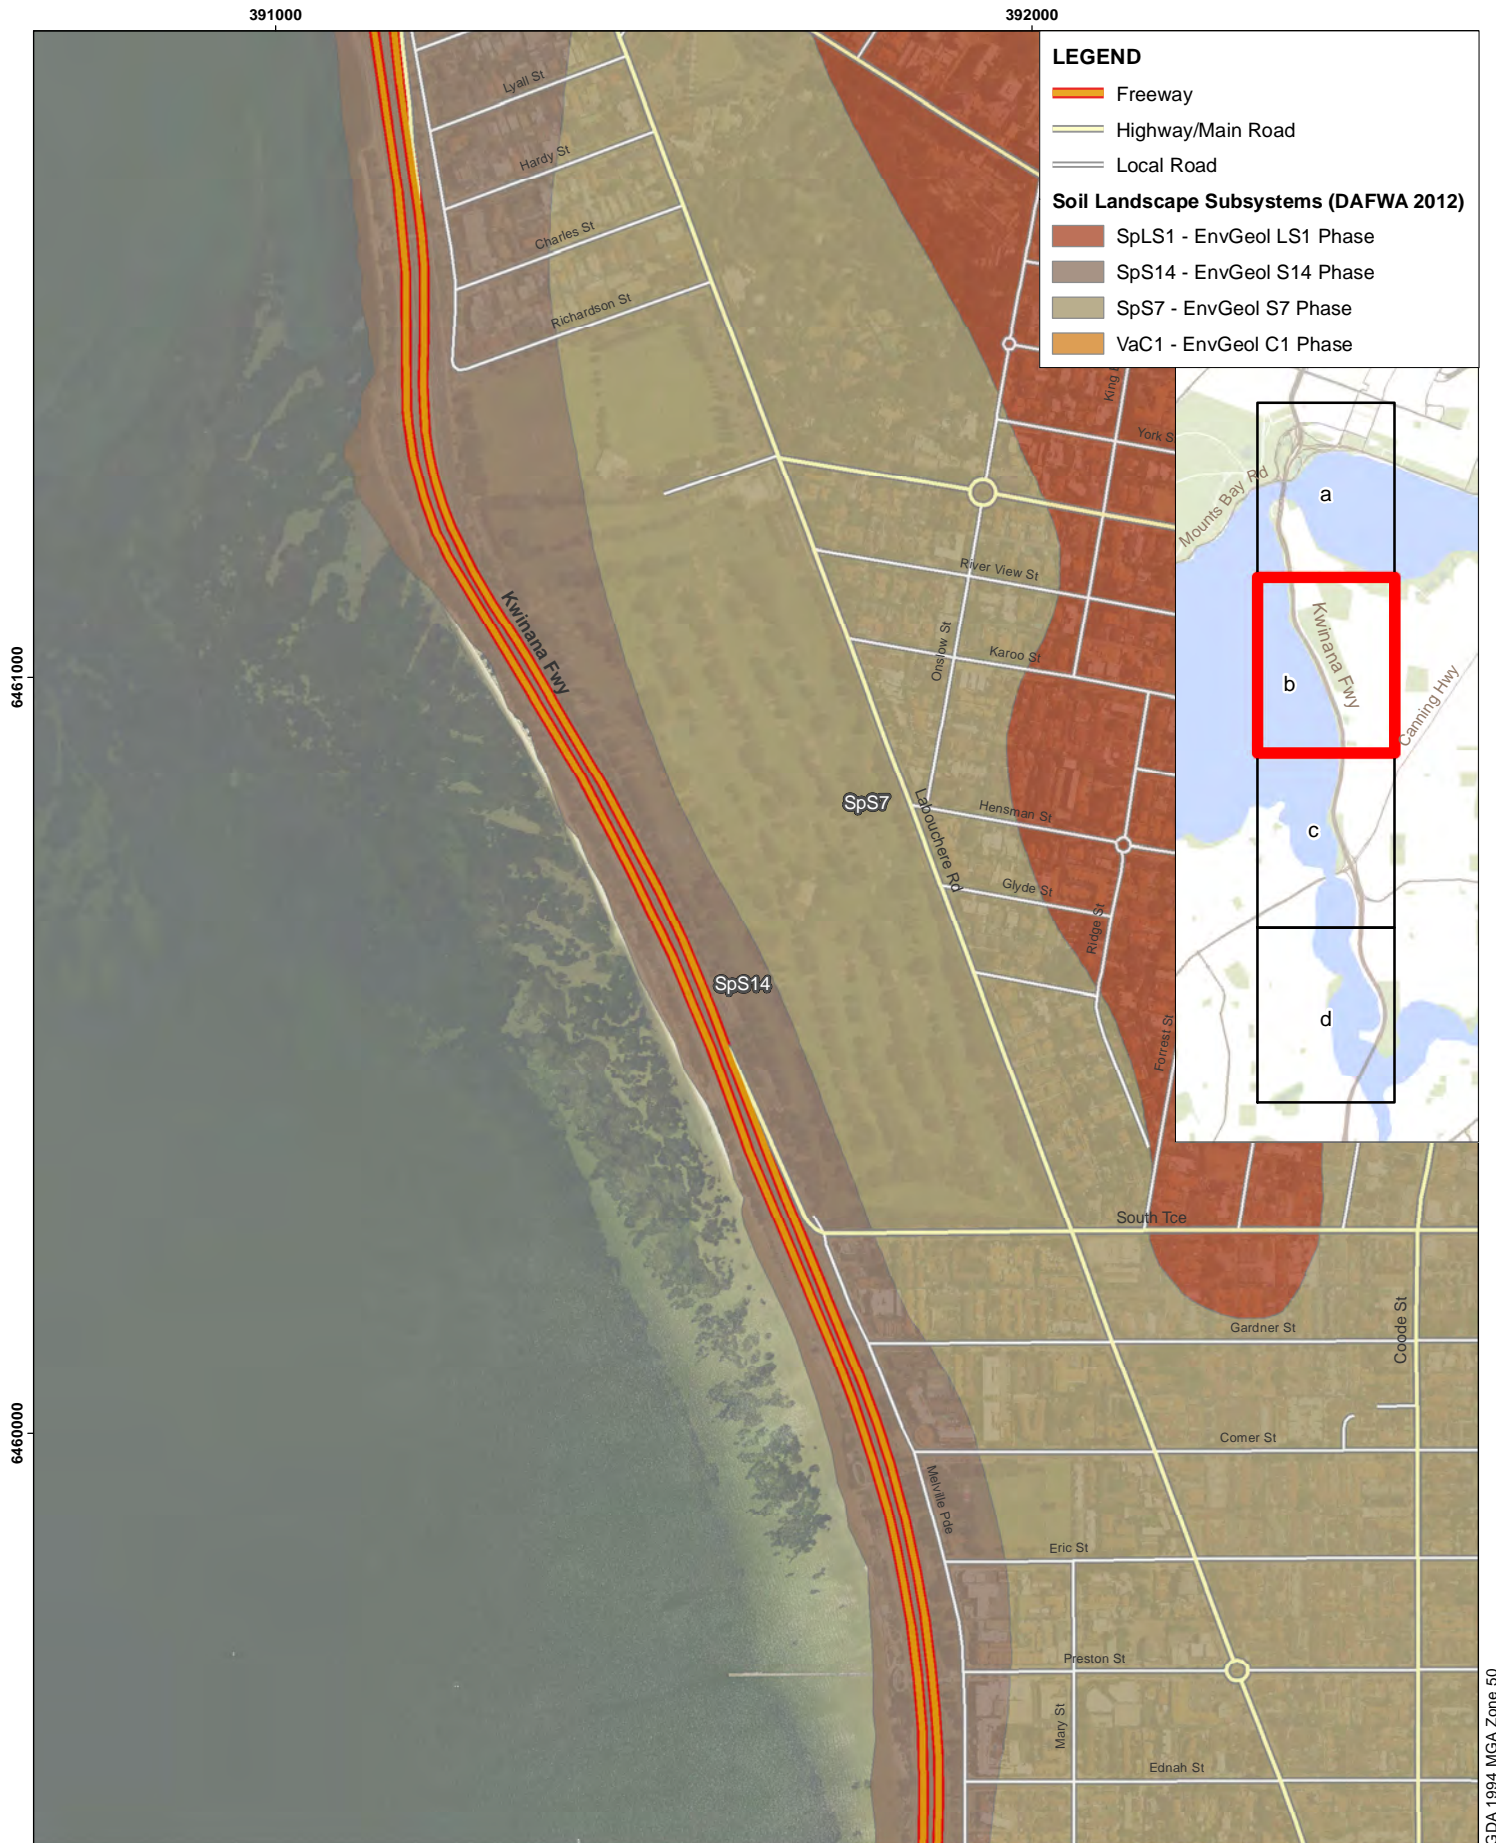 391000
392000
LEGEND
Freeway
Highway/Main Road
Local Road
Soil Landscape Subsystems (DAFWA 2012)
SpLS1 - EnvGeol LS1 Phase
SpS14 - EnvGeol S14 Phase
SpS7 - EnvGeol S7 Phase
VaC1 - EnvGeol C1 Phase
Lyall St
Hardy St
Charles St
Richardson St
King
York S
River View St
Onslow St
Karoo St
Kwinana Fwy
6461000
SpS7
Labouchere Rd
Hensman St
Glyde St
Ridge St
SpS14
Forrest St
South Tce
Gardner St
Coode St
6460000
Comer St
Melville Pde
Eric St
Preston St
Mary St
Ednah St
Mounts Bay Rd
a
Kwinana Fwy
b
Canning Hwy
c
d
GDA 1994 MGA Zone 50